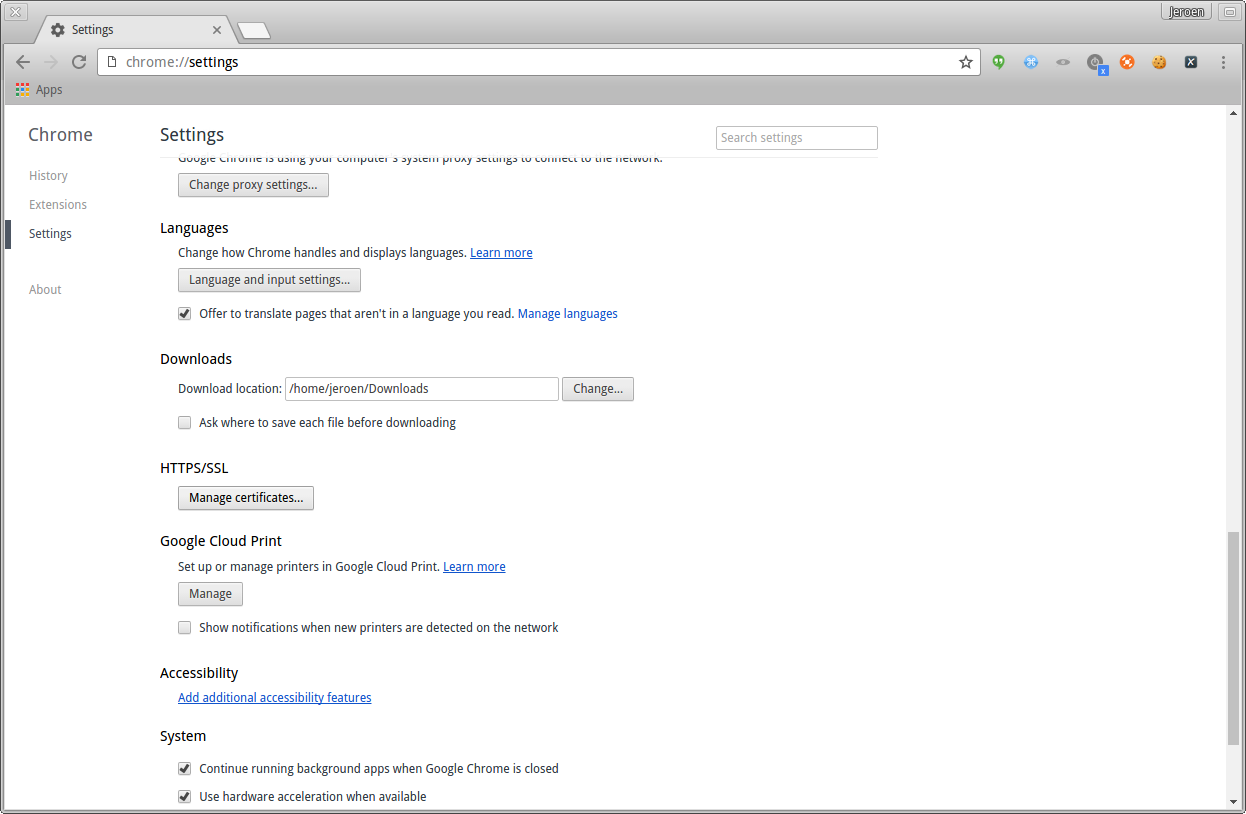 Jeroen
Settings
chrome://settings
Apps
Chrome
Settings
Search settings
History
Extensions
Settings
About
Google Chrome is using your computer's system proxy settings to connect to the network.
Change proxy settings...
Languages
Change how Chrome handles and displays languages. Learn more
Language and input settings...
Offer to translate pages that aren't in a language you read. Manage languages
Downloads
Download location: /home/jeroen/Downloads Change...
Ask where to save each file before downloading
HTTPS/SSL
Manage certificates...
Google Cloud Print
Set up or manage printers in Google Cloud Print. Learn more
Manage
Show notifications when new printers are detected on the network
Accessibility
Add additional accessibility features
System
Continue running background apps when Google Chrome is closed
Use hardware acceleration when available